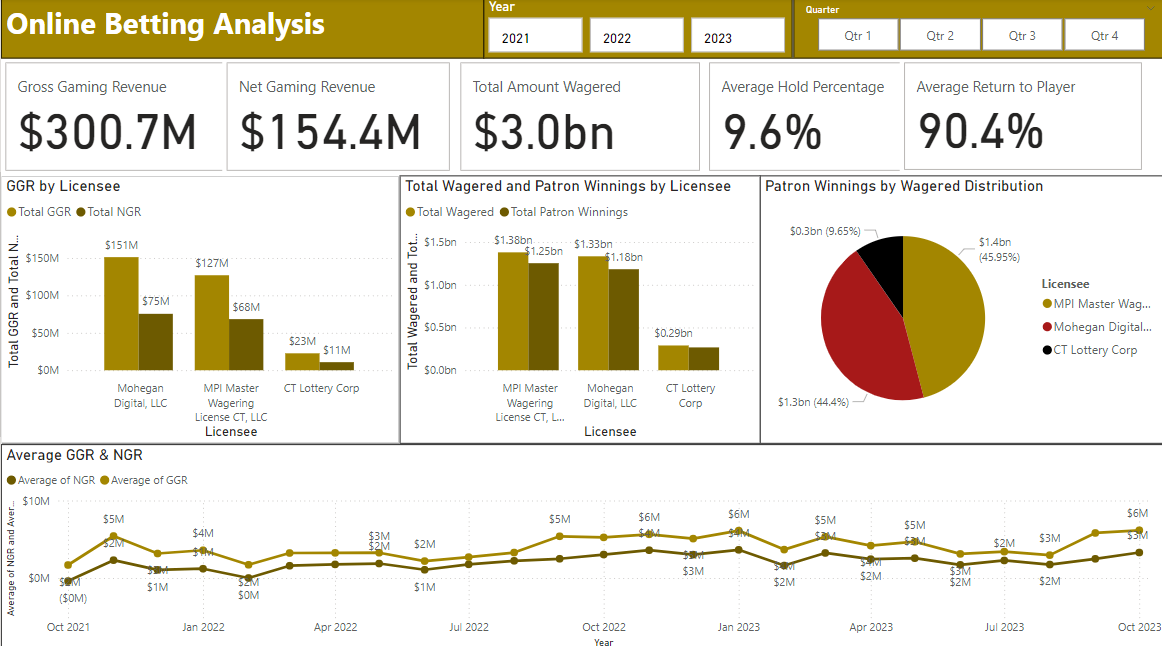 Online Betting Analysis
Year
2021
2022
2023
Quarter
Qtr 1
Qtr 2
Qtr 3
Qtr 4
Gross Gaming Revenue
$300.7M
Net Gaming Revenue
$154.4M
Total Amount Wagered
$3.0bn
Average Hold Percentage
9.6%
Average Return to Player
90.4%
GGR by Licensee
Total GGR
Total NGR
Total GGR and Total N...
$150M
$100M
$50M
$0M
$151M
$75M
$127M
$68M
$23M
$11M
Mohegan
Digital, LLC
MPI Master
Wagering
License CT, LLC
CT Lottery Corp
Licensee
Total Wagered and Patron Winnings by Licensee
Total Wagered
Total Patron Winnings
Total Wagered and Tot...
$1.5bn
$1.0bn
$0.5bn
$0.0bn
$1.38bn
$1.25bn
$1.33bn
$1.18bn
$0.29bn
MPI Master
Wagering
License CT, L...
Mohegan
Digital, LLC
CT Lottery
Corp
Licensee
Patron Winnings by Wagered Distribution
$0.3bn (9.65%)
$1.4bn
(45.95%)
$1.3bn (44.4%)
Licensee
MPI Master Wag...
Mohegan Digital...
CT Lottery Corp
Average GGR & NGR
Average of NGR
Average of GGR
Average of NGR and Aver...
$10M
$0M
($0M)
$5M
$2M
$1M
$4M
$2M
$0M
$3M
$2M
$2M
$1M
$5M
$6M
$4M
$3M
$6M
$4M
$2M
$5M
$3M
$4M
$2M
$5M
$3M
$3M
$2M
$2M
$3M
$2M
$6M
$3M
Oct 2021
Jan 2022
Apr 2022
Jul 2022
Oct 2022
Jan 2023
Apr 2023
Jul 2023
Oct 2023
Year